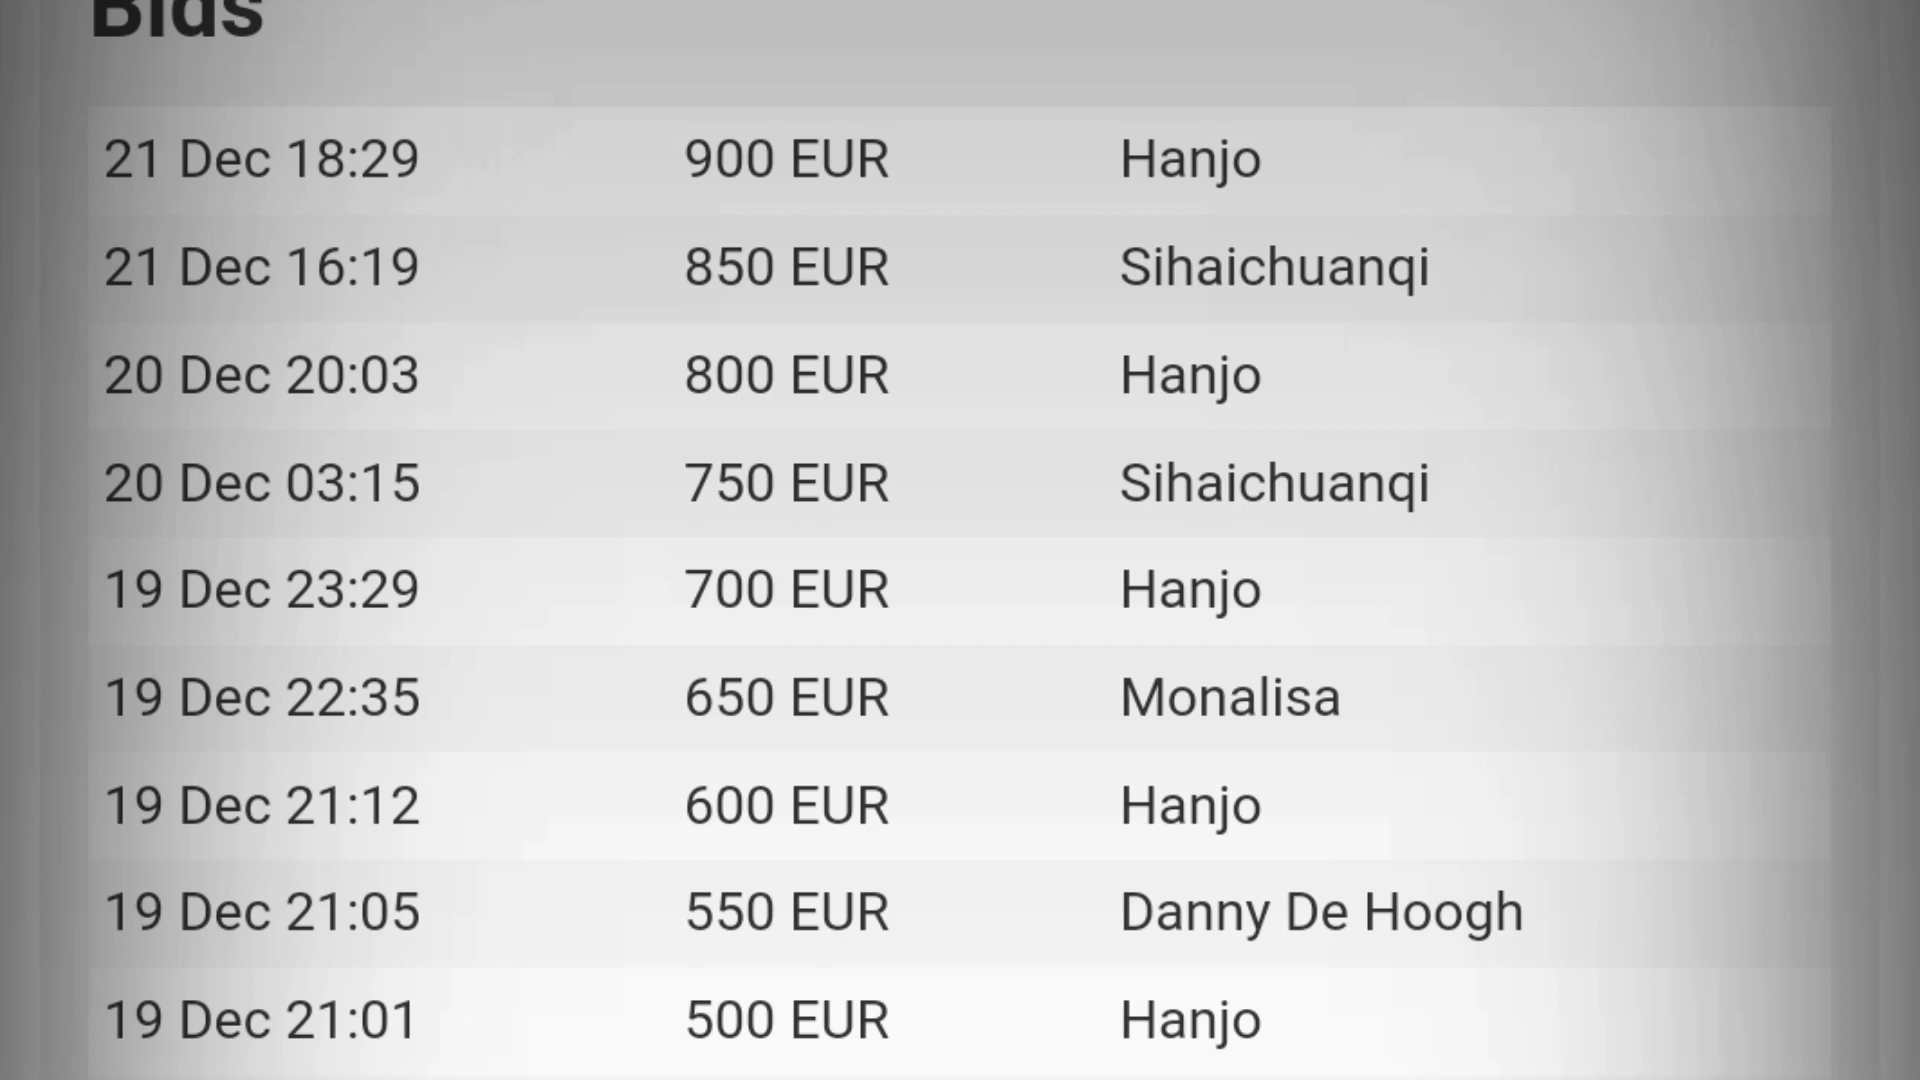 Bids
21 Dec 18:29 900 EUR Hanjo
21 Dec 16:19 850 EUR Sihaichuanqi
20 Dec 20:03 800 EUR Hanjo
20 Dec 03:15 750 EUR Sihaichuanqi
19 Dec 23:29 700 EUR Hanjo
19 Dec 22:35 650 EUR Monalisa
19 Dec 21:12 600 EUR Hanjo
19 Dec 21:05 550 EUR Danny De Hoogh
19 Dec 21:01 500 EUR Hanjo